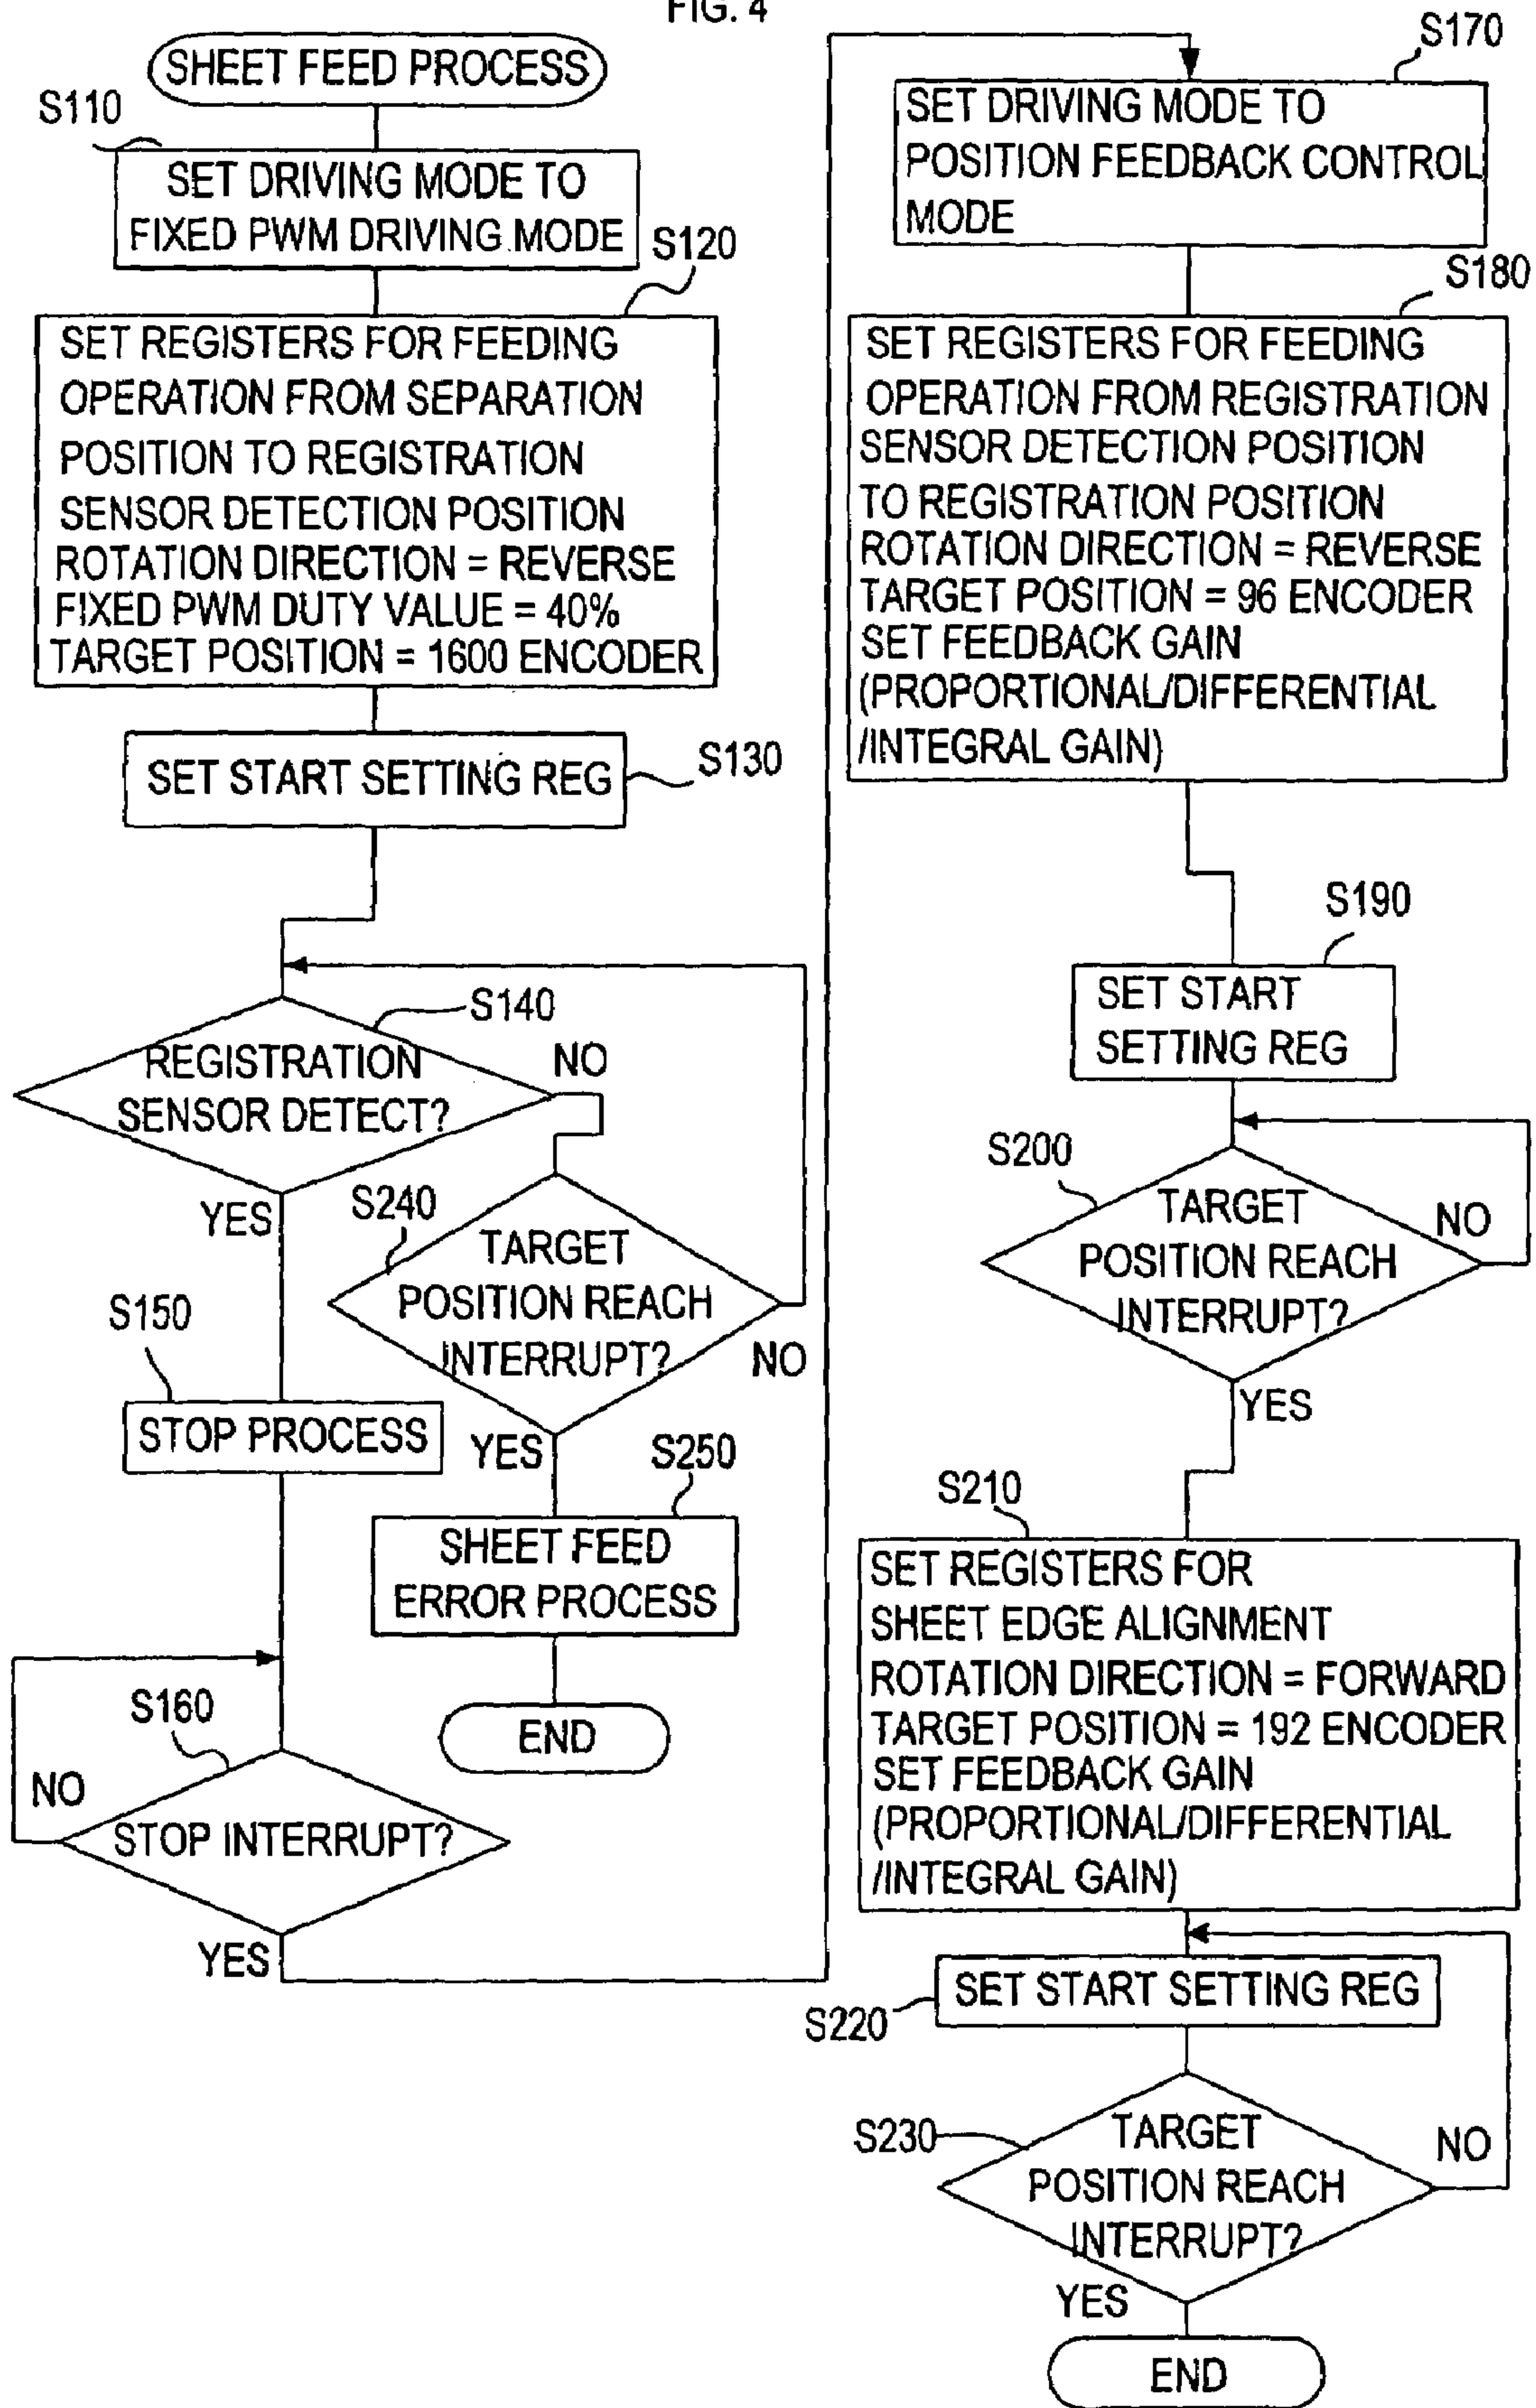 FIG. 4
SHEET FEED PROCESS
S110
SET DRIVING MODE TO
FIXED PWM DRIVING MODE
S120
SET REGISTERS FOR FEEDING
OPERATION FROM SEPARATION
POSITION TO REGISTRATION
SENSOR DETECTION POSITION
ROTATION DIRECTION = REVERSE
FIXED PWM DUTY VALUE = 40%
TARGET POSITION = 1600 ENCODER
SET START SETTING REG
S130
S140
REGISTRATION
SENSOR DETECT?
NO
YES
S240
TARGET
POSITION REACH
INTERRUPT?
NO
S150
STOP PROCESS
YES
S250
SHEET FEED
ERROR PROCESS
END
S160
NO
STOP INTERRUPT?
YES
S170
SET DRIVING MODE TO
POSITION FEEDBACK CONTROL
MODE
S180
SET REGISTERS FOR FEEDING
OPERATION FROM REGISTRATION
SENSOR DETECTION POSITION
TO REGISTRATION POSITION
ROTATION DIRECTION = REVERSE
TARGET POSITION = 96 ENCODER
SET FEEDBACK GAIN
(PROPORTIONAL/DIFFERENTIAL
/INTEGRAL GAIN)
S190
SET START
SETTING REG
S200
TARGET
POSITION REACH
INTERRUPT?
NO
YES
S210
SET REGISTERS FOR
SHEET EDGE ALIGNMENT
ROTATION DIRECTION = FORWARD
TARGET POSITION = 192 ENCODER
SET FEEDBACK GAIN
(PROPORTIONAL/DIFFERENTIAL
/INTEGRAL GAIN)
SET START SETTING REG
S220
S230
TARGET
POSITION REACH
INTERRUPT?
NO
YES
END